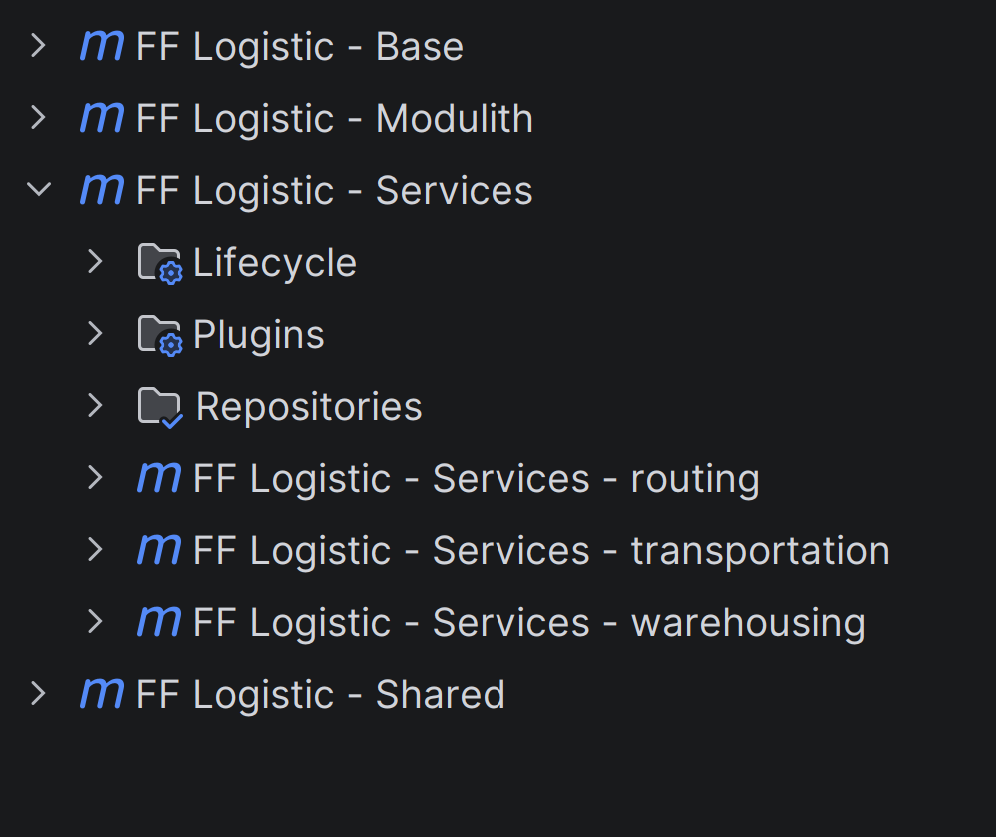 FF Logistic - Base
FF Logistic - Modulith
FF Logistic - Services
Lifecycle
Plugins
Repositories
FF Logistic - Services - routing
FF Logistic - Services - transportation
FF Logistic - Services - warehousing
FF Logistic - Shared